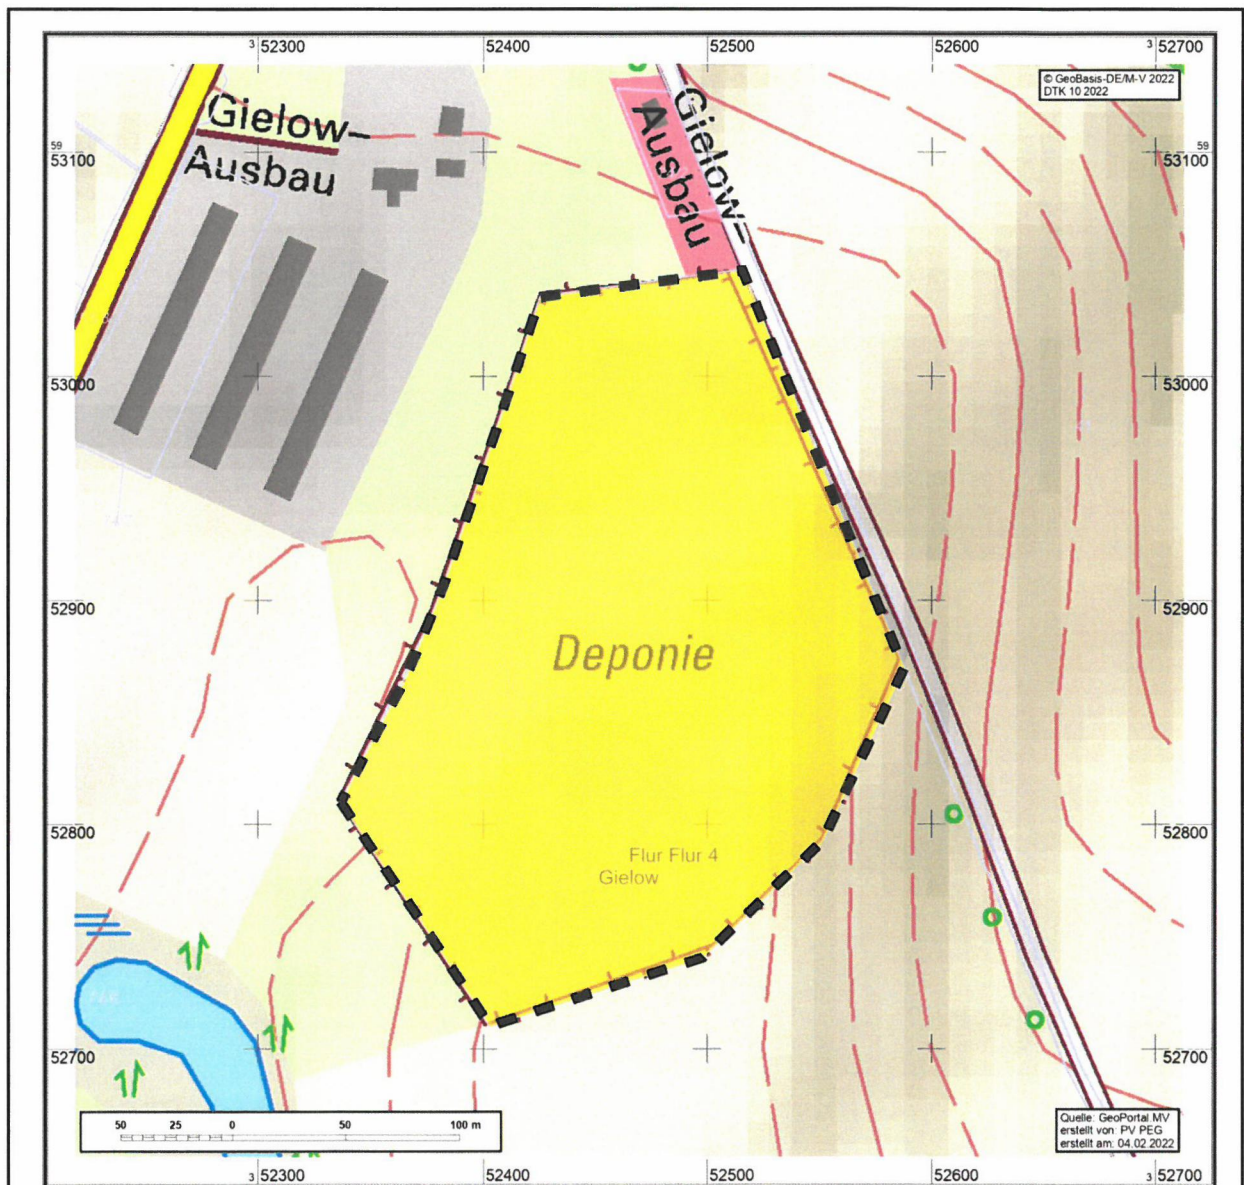 3 52300
52400
3 52500
52600
3 52700
© GeoBasis-DE/M-V 2022
DTK 10 2022
Gielow-
Ausbau
Gielow-
Ausbau
59
53100
59
53100
53000
53000
52900
52900
Deponie
52800
52800
Flur Flur 4
Gielow
52700
52700
50 25 0 50 100 m
Quelle: GeoPortal MV
erstellt von: PV PEG
erstellt am: 04.02.2022
3 52300
52400
52500
52600
3 52700